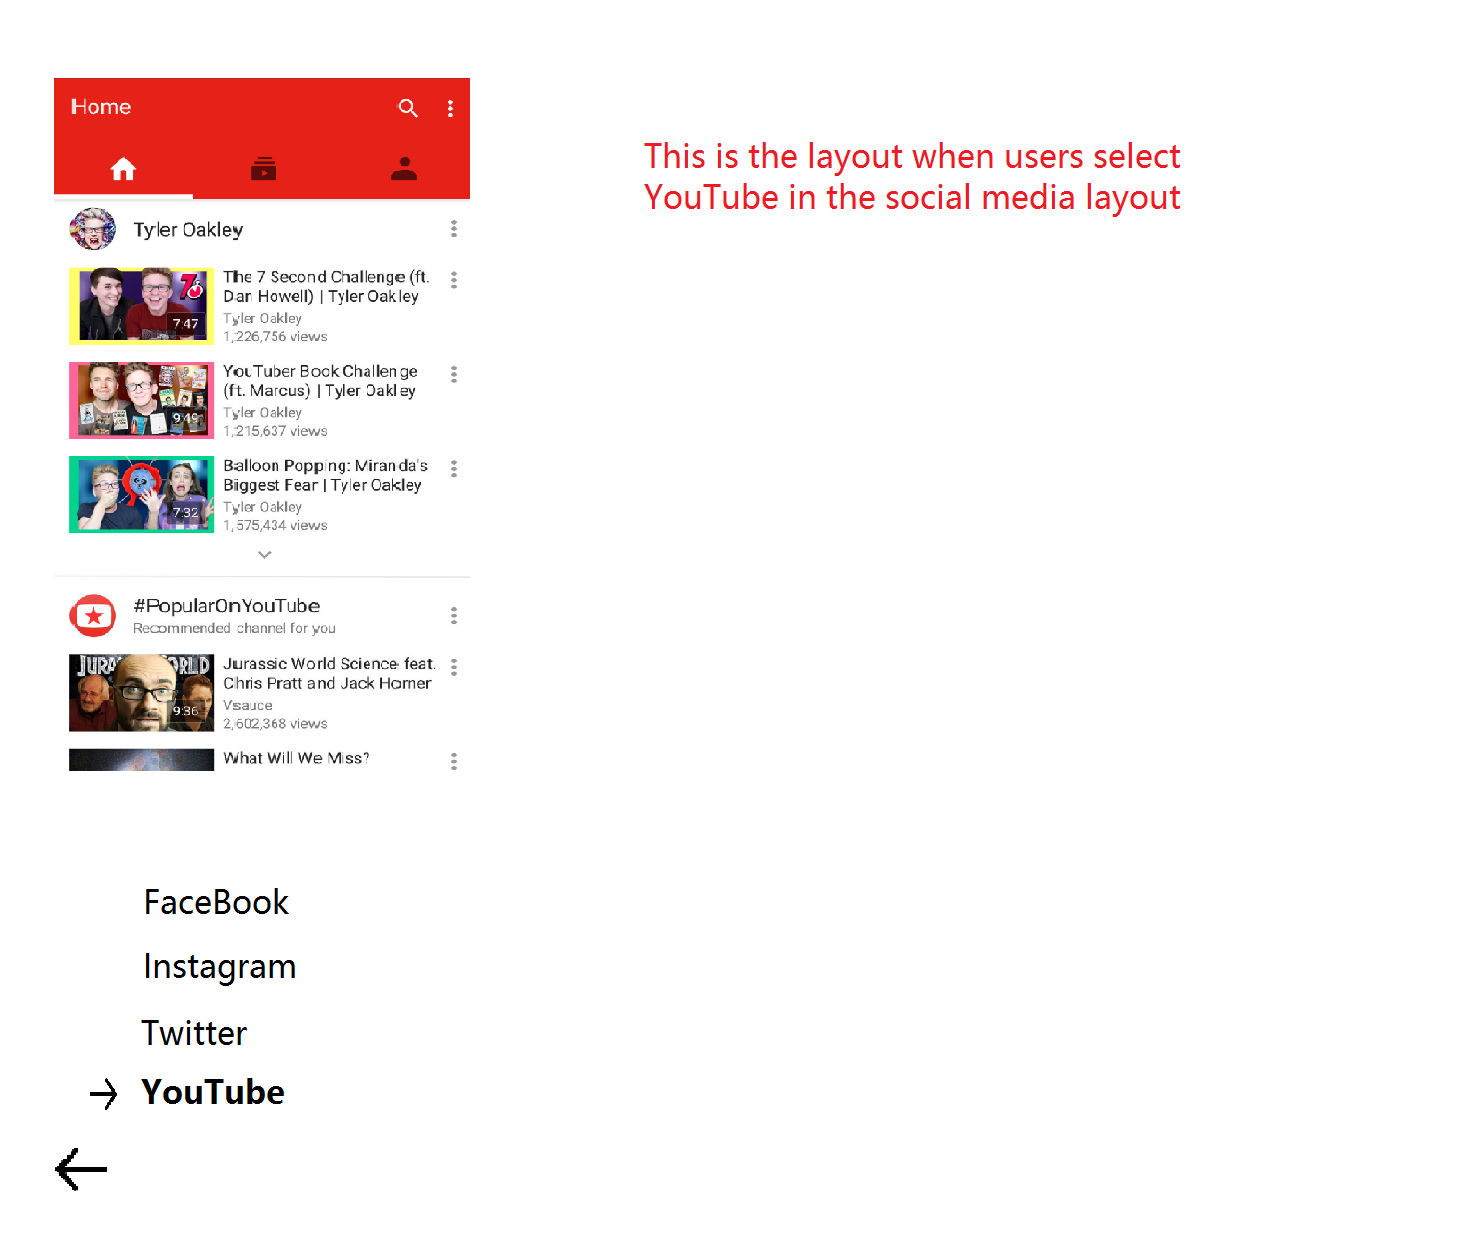 Home
This is the layout when users select
YouTube in the social media layout
Tyler Oakley
The 7 Second Challenge (ft.
Dan Howell) | Tyler Oakley
Tyler Oakley
1,226,756 views
7:47
YouTuber Book Challenge
(ft. Marcus) | Tyler Oakley
Tyler Oakley
1,215,637 views
9:49
Balloon Popping: Miranda's
Biggest Fear | Tyler Oakley
Tyler Oakley
1,575,434 views
7:32
#PopularOnYouTube
Recommended channel for you
JURASSIC WORLD
Jurassic World Science feat.
Chris Pratt and Jack Horner
Vsauce
2,602,368 views
9:36
What Will We Miss?
FaceBook
Instagram
Twitter
YouTube